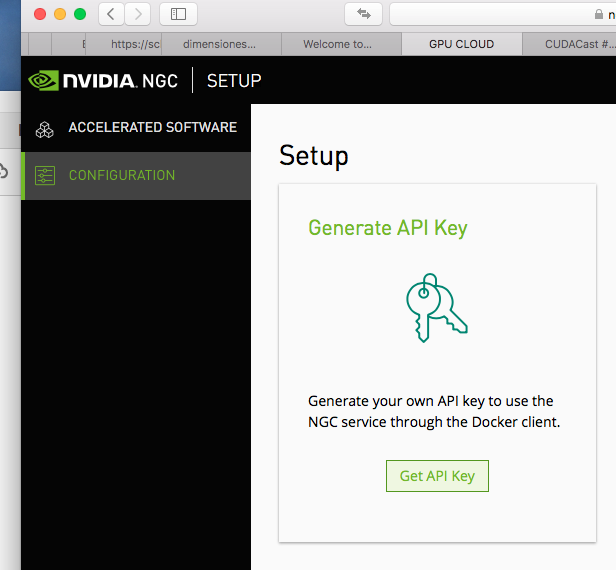 https://sc
dimensiones...
Welcome to...
GPU CLOUD
CUDACast #...
NVIDIA. NGC
SETUP
ACCELERATED SOFTWARE
CONFIGURATION
Setup
Generate API Key
Generate your own API key to use the
NGC service through the Docker client.
Get API Key